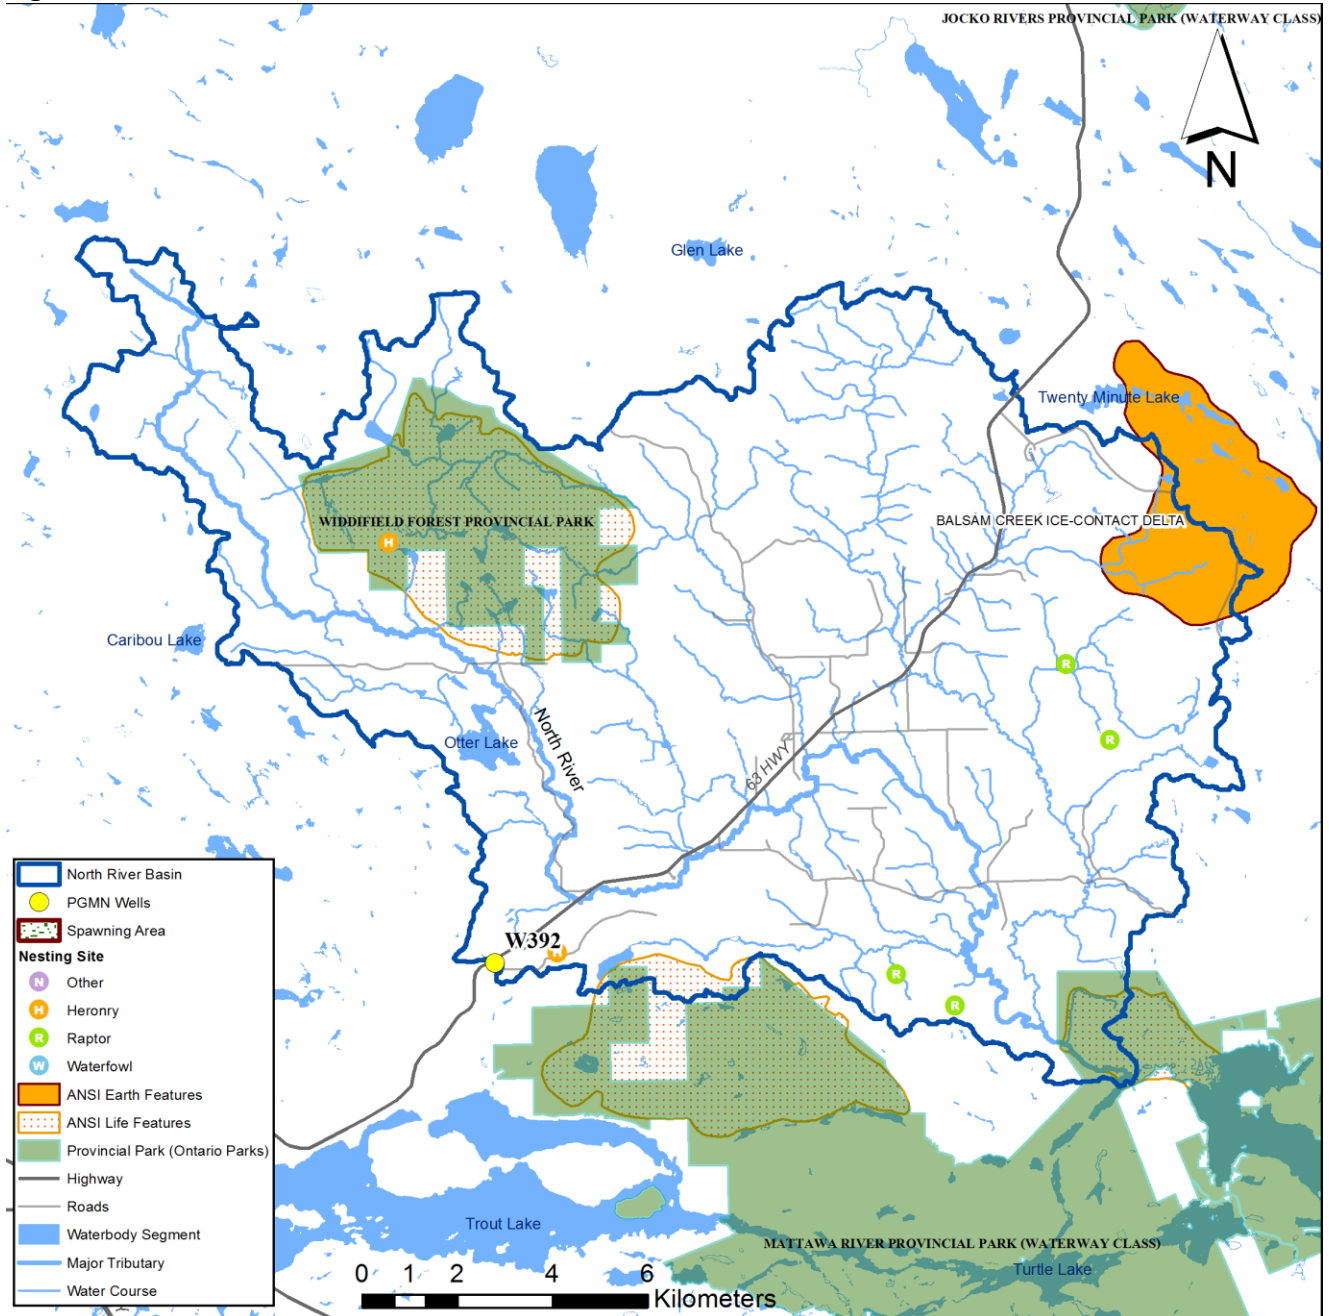 JOCKO RIVERS PROVINCIAL PARK (WATERWAY CLASS)
N
Glen Lake
Twenty Minute Lake
WIDDIFIELD FOREST PROVINCIAL PARK
H
BALSAM CREEK ICE-CONTACT DELTA
Caribou Lake
R
R
North River
Otter Lake
63 HWY
W392
R
R
North River Basin
PGMN Wells
Spawning Area
Nesting Site
N Other
H Heronry
R Raptor
W Waterfowl
ANSI Earth Features
ANSI Life Features
Provincial Park (Ontario Parks)
Highway
Roads
Waterbody Segment
Major Tributary
Water Course
Trout Lake
MATTAWA RIVER PROVINCIAL PARK (WATERWAY CLASS)
Turtle Lake
0 1 2 4 6
Kilometers